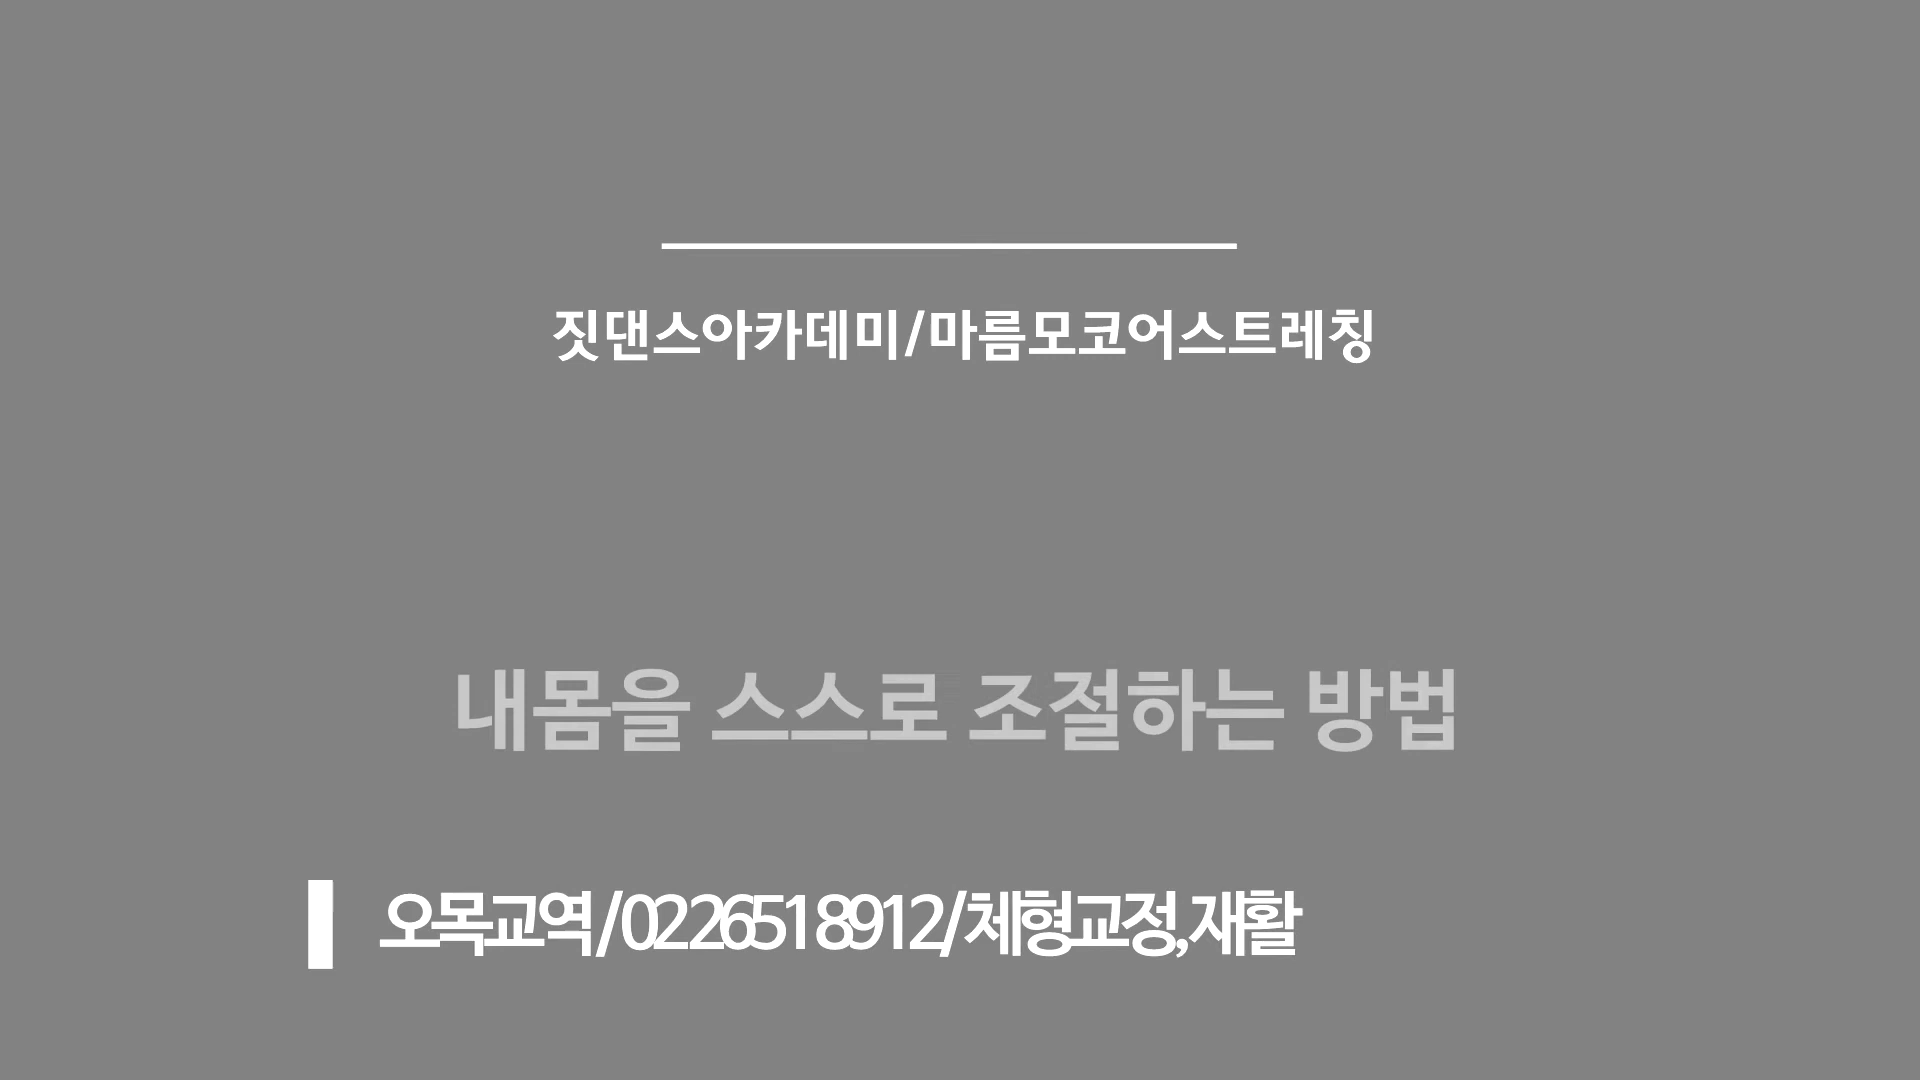 짓댄스아카데미/마름모코어스트레칭
내몸을 스스로 조절하는 방법
오목교역/0226518912/체형교정,재활